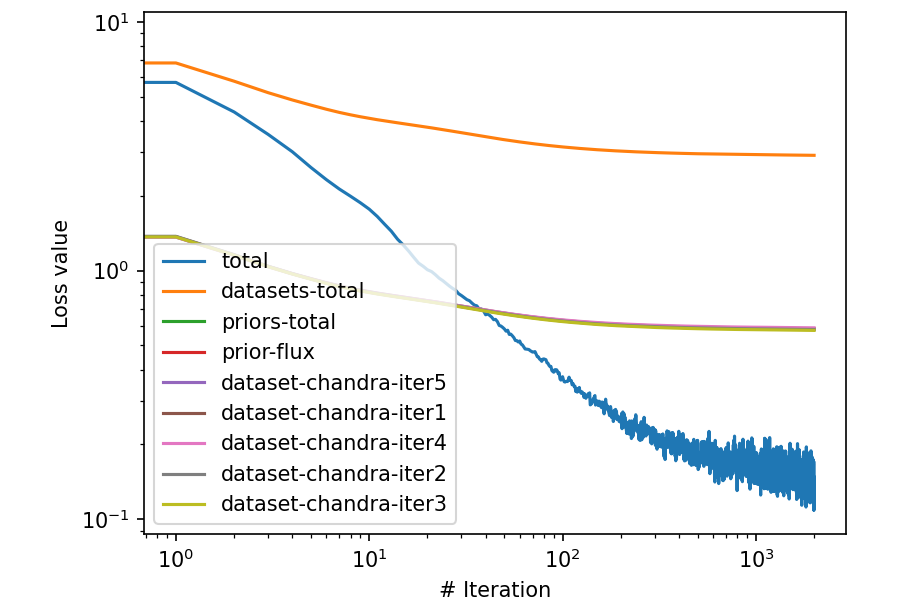 10¹
10⁰
10⁻¹
Loss value
total
datasets-total
priors-total
prior-flux
dataset-chandra-iter5
dataset-chandra-iter1
dataset-chandra-iter4
dataset-chandra-iter2
dataset-chandra-iter3
10⁰ 10¹ 10² 10³
# Iteration